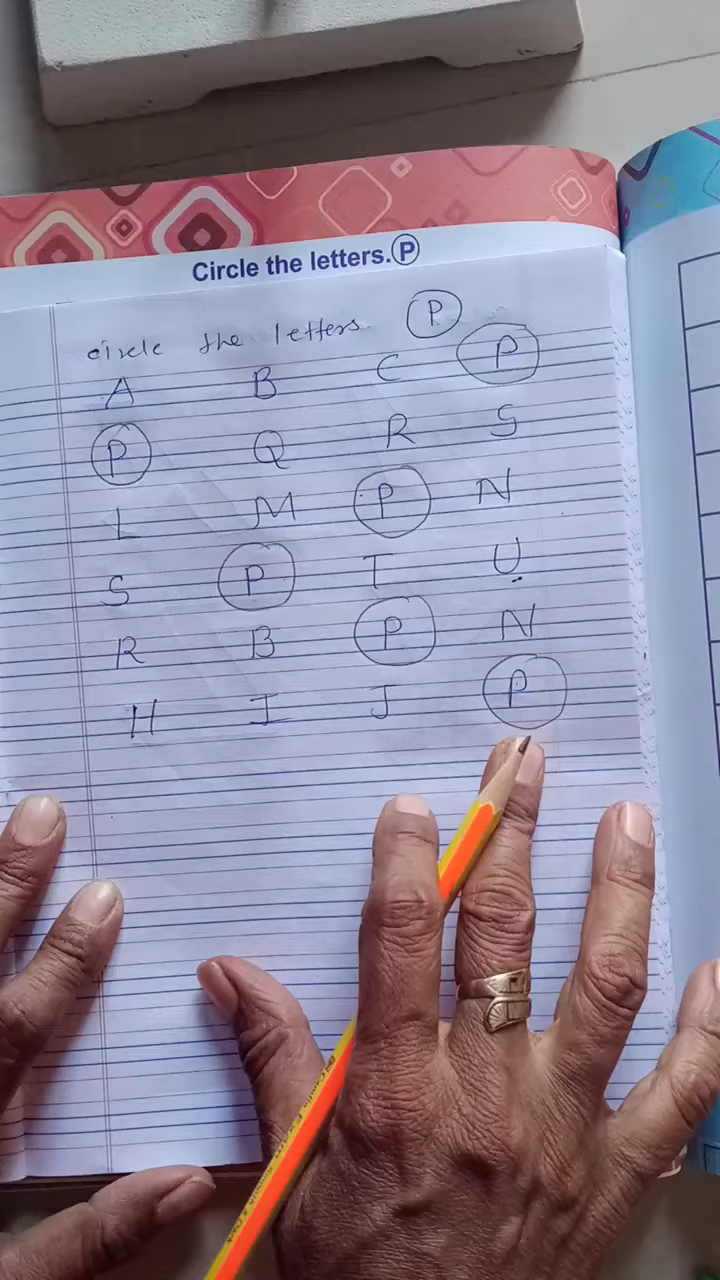 Circle the letters. P
circle the letters. P
A B C P
P Q R S
L M P N
S P T U
R B P N
H I J P